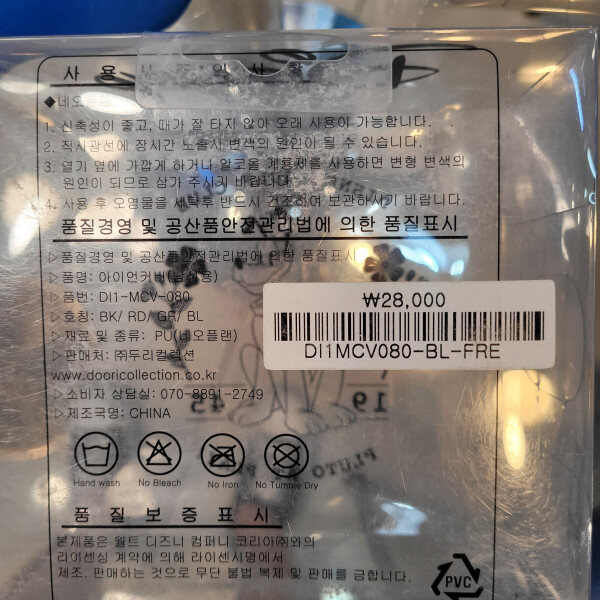 사 용
◆네오
1. 신축성이 좋고, 때가 잘 타지 않아 오래 사용이 가능합니다.
2. 직사광선에 장시간 노출시 변색의 원인이 될 수 있습니다.
3. 열기 옆에 가깝게 하거나 알코올 계통제를 사용하면 변형 변색의
원인이 되므로 삼가 주시기 바랍니다.
4. 사용 후 오염물을 세탁후 반드시 건조하여 보관하시기 바랍니다.
품질경영 및 공산품안전관리법에 의한 품질표시
▷품질경영 및 공산품안전관리법에 의한 품질표시
▷품명: 아이언커버(남성용)
▷품번: DI1-MCV-080
▷호칭: BK/ RD/ GR/ BL
▷재료 및 종류: PU(네오플랜)
▷판매처: ㈜두리컬렉션
www.dooricollection.co.kr
▷소비자 상담실: 070-8891-2749
▷제조국명: CHINA
₩28,000
DI1MCV080-BL-FRE
15 19
PLUTO
Hand wash No Bleach No Iron No Tumble Dry
품 질 보 증 표 시
본제품은 월트 디즈니 컴퍼니 코리아㈜와의
라이센싱 계약에 의해 라이센시명에서
제조, 판매하는 것으로 무단 불법 복제 및 판매를 금합니다.
PVC